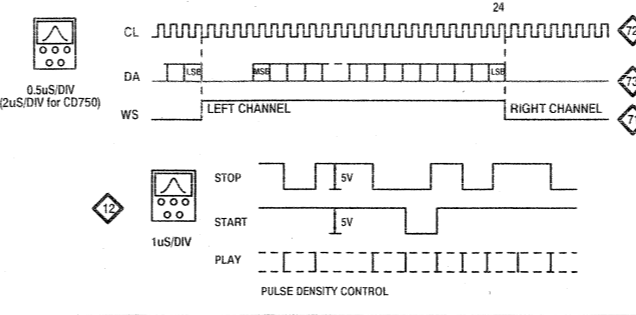 24
CL
72
DA
LSB
MSB
LSB
73
0.5uS/DIV
(2uS/DIV for CD750)
WS
LEFT CHANNEL
RIGHT CHANNEL
71
STOP
5V
12
START
5V
1uS/DIV
PLAY
PULSE DENSITY CONTROL